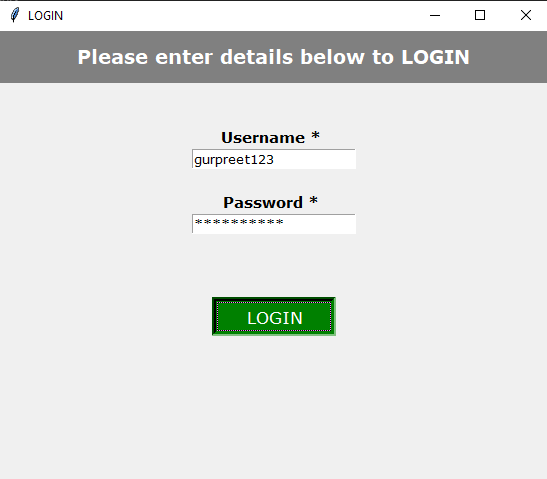 LOGIN
Please enter details below to LOGIN
Username *
gurpreet123
Password *
**********
LOGIN